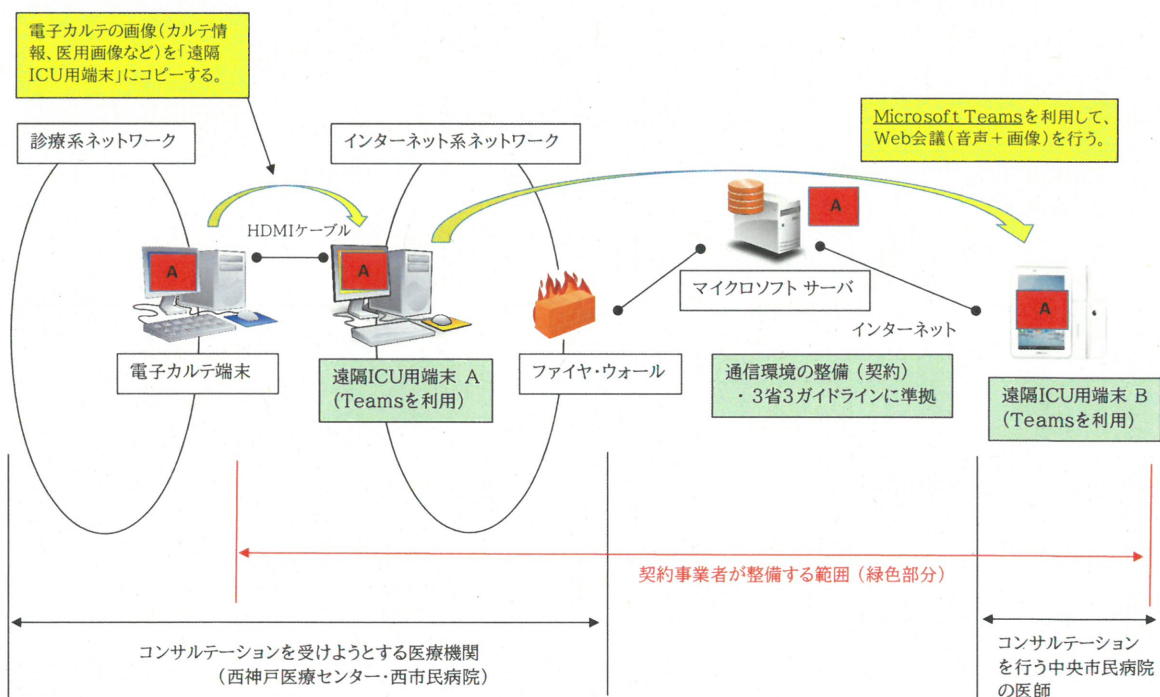 電子カルテの画像(カルテ情
報、医用画像など)を「遠隔
ICU用端末」にコピーする。
Microsoft Teamsを利用して、
Web会議(音声+画像)を行う。
診療系ネットワーク
インターネット系ネットワーク
HDMIケーブル
A
A
A
A
マイクロソフト サーバ
インターネット
電子カルテ端末
遠隔ICU用端末 A
(Teamsを利用)
ファイヤ・ウォール
通信環境の整備(契約)
・3省3ガイドラインに準拠
遠隔ICU用端末 B
(Teamsを利用)
契約事業者が整備する範囲(緑色部分)
コンサルテーションを受けようとする医療機関
(西神戸医療センター・西市民病院)
コンサルテーション
を行う中央市民病院
の医師